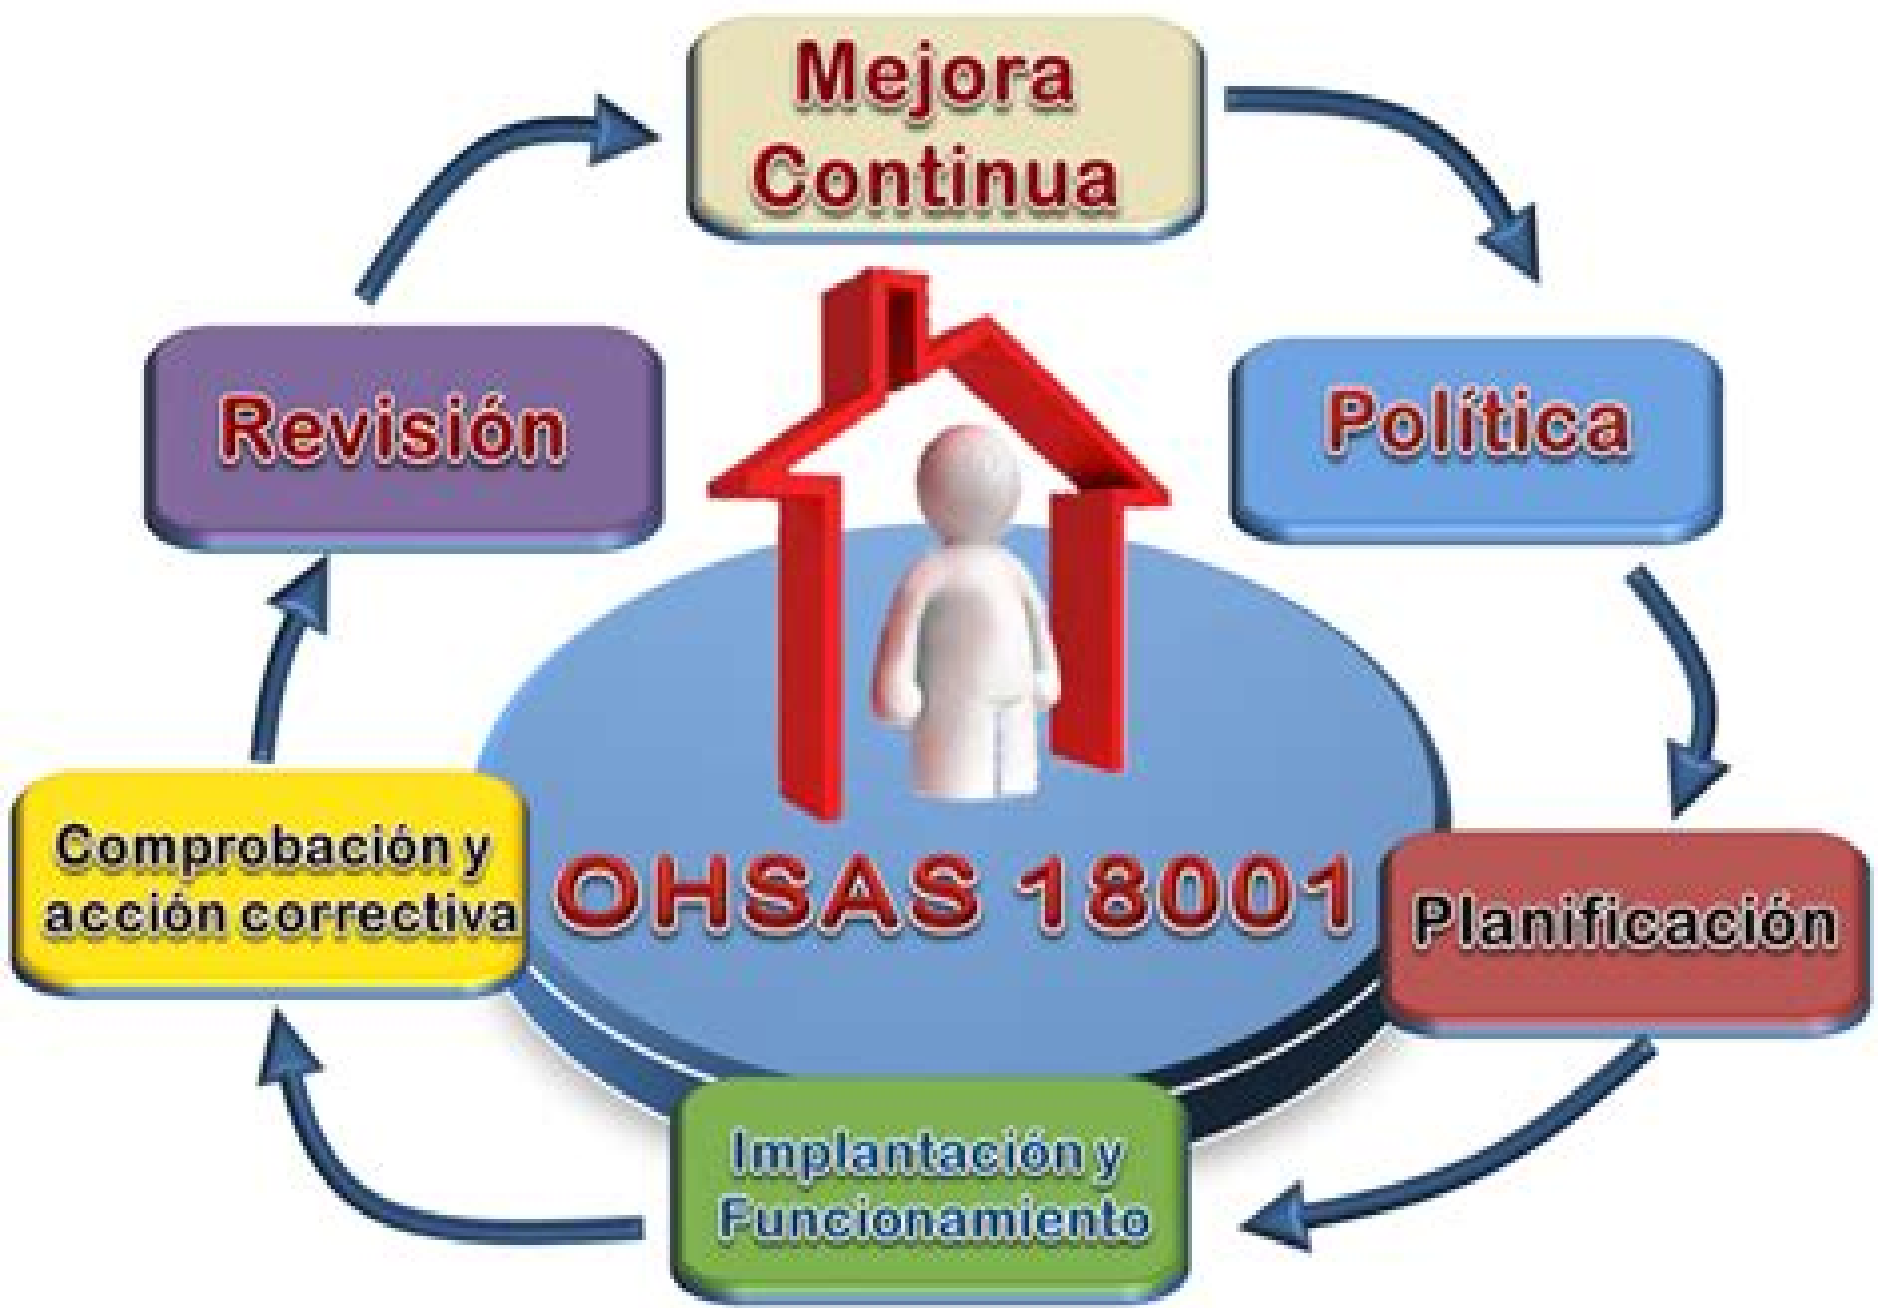 Mejora
Continua
Política
Planificación
Implantación y
Funcionamiento
Comprobación y
acción correctiva
Revisión
OHSAS 18001